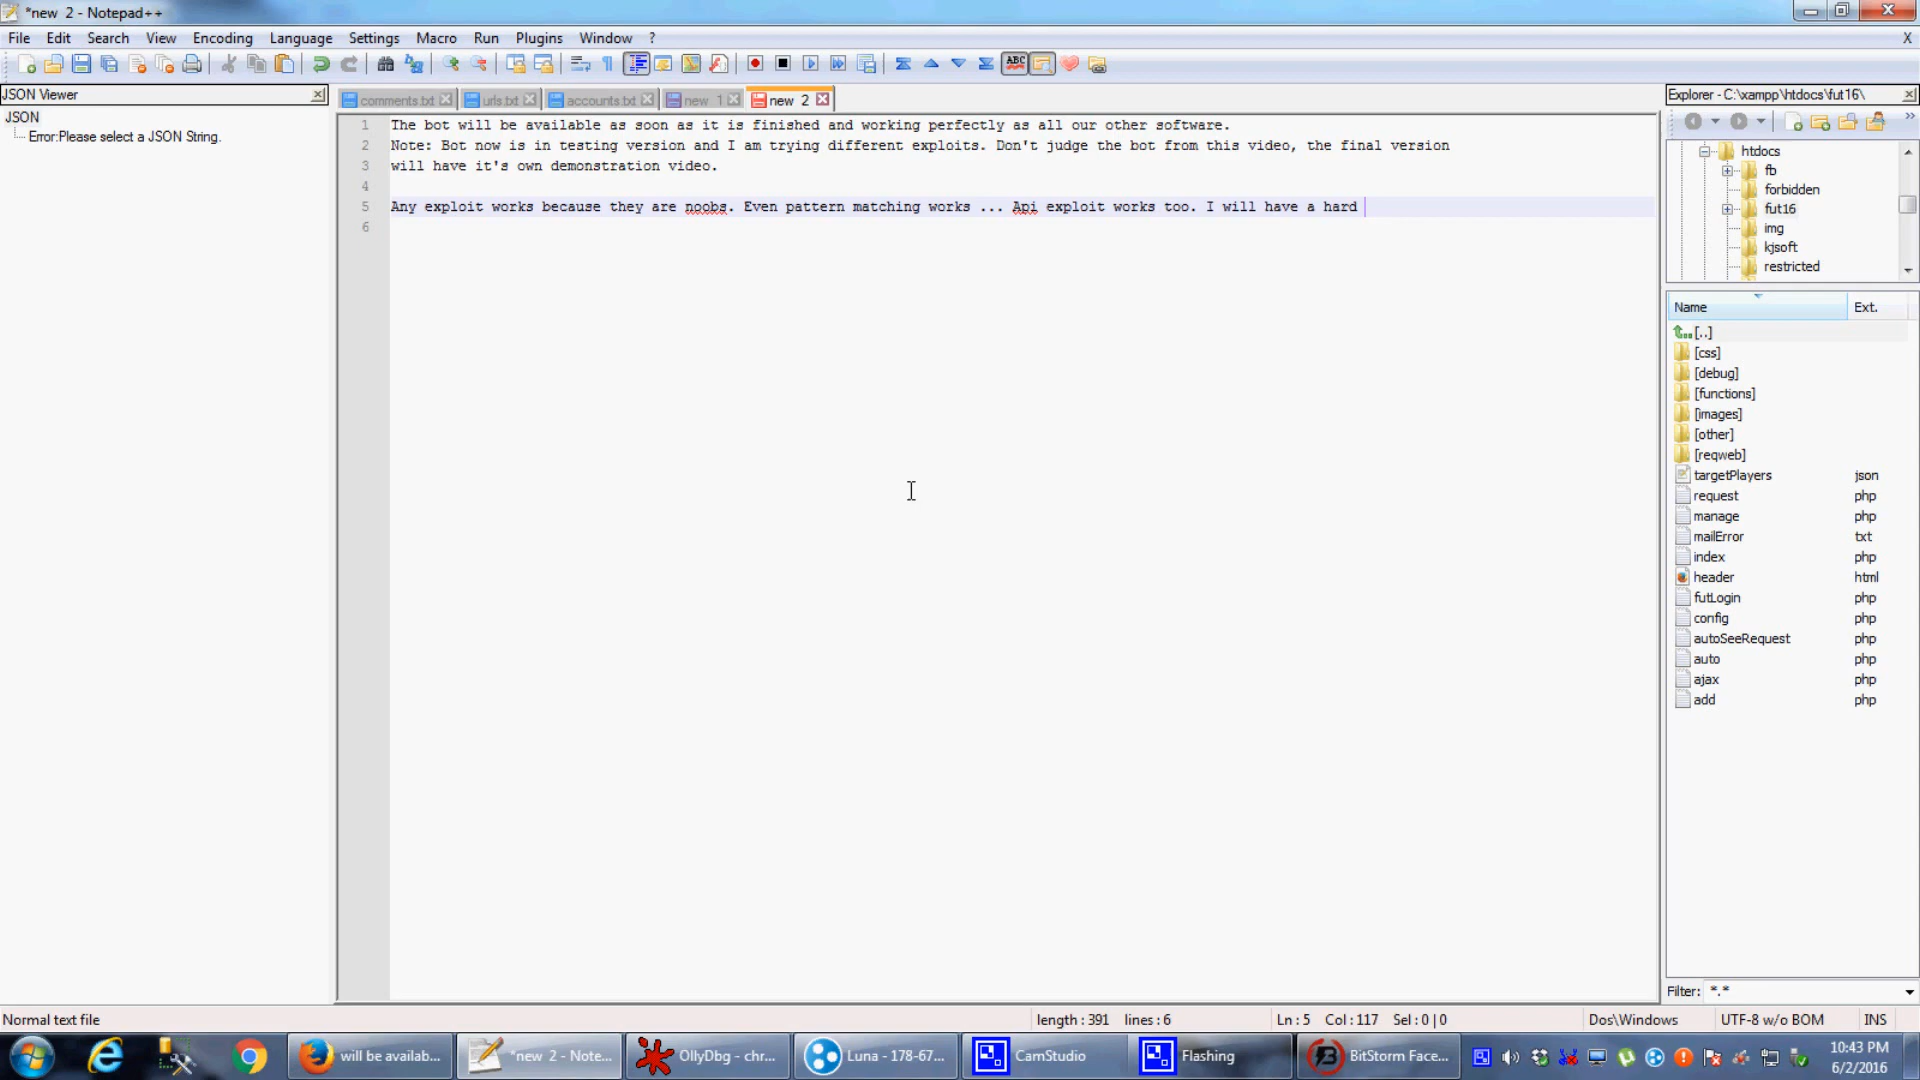 *new  2 - Notepad++
File Edit Search View Encoding Language Settings Macro Run Plugins Window ?
X
JSON Viewer
JSON
Error:Please select a JSON String.
comments.txt urls.txt accounts.txt new 1 new 2
1 The bot will be available as soon as it is finished and working perfectly as all our other software.
2 Note: Bot now is in testing version and I am trying different exploits. Don't judge the bot from this video, the final version
3 will have it's own demonstration video.
4
5 Any exploit works because they are noobs. Even pattern matching works ... Api exploit works too. I will have a hard
6
Explorer - C:\xampp\htdocs\fut16\
htdocs
fb
forbidden
fut16
img
kjsoft
restricted
Name Ext.
[..]
[css]
[debug]
[functions]
[images]
[other]
[reqweb]
targetPlayers json
request php
manage php
mailError txt
index php
header html
futLogin php
config php
autoSeeRequest php
auto php
ajax php
add php
Filter: *.*
Normal text file length : 391 lines : 6 Ln : 5 Col : 117 Sel : 0 | 0 Dos\Windows UTF-8 w/o BOM INS
will be availab... *new 2 - Note... OllyDbg - chr... Luna - 178-67... CamStudio Flashing BitStorm Face...
10:43 PM
6/2/2016